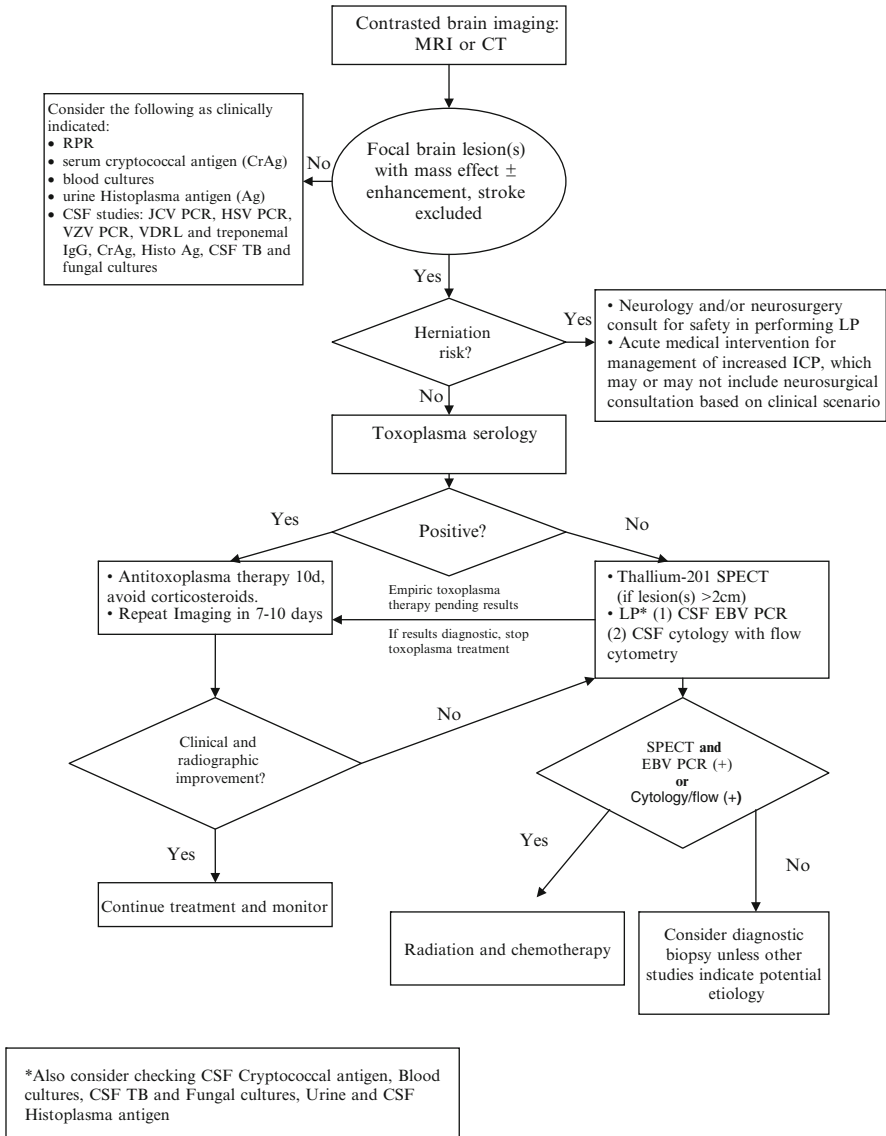 Contrasted brain imaging:
MRI or CT
Consider the following as clinically
indicated:
• RPR
• serum cryptococcal antigen (CrAg)
• blood cultures
• urine Histoplasma antigen (Ag)
• CSF studies: JCV PCR, HSV PCR,
VZV PCR, VDRL and treponemal
IgG, CrAg, Histo Ag, CSF TB and
fungal cultures
No
Focal brain lesion(s)
with mass effect ±
enhancement, stroke
excluded
Yes
Herniation
risk?
Yes
• Neurology and/or neurosurgery
consult for safety in performing LP
• Acute medical intervention for
management of increased ICP, which
may or may not include neurosurgical
consultation based on clinical scenario
No
Toxoplasma serology
Yes
Positive?
No
• Antitoxoplasma therapy 10d,
avoid corticosteroids.
• Repeat Imaging in 7-10 days
Empiric toxoplasma
therapy pending results
If results diagnostic, stop
toxoplasma treatment
• Thallium-201 SPECT
(if lesion(s) >2cm)
• LP* (1) CSF EBV PCR
(2) CSF cytology with flow
cytometry
No
Clinical and
radiographic
improvement?
SPECT and
EBV PCR (+)
or
Cytology/flow (+)
Yes
Yes
No
Continue treatment and monitor
Radiation and chemotherapy
Consider diagnostic
biopsy unless other
studies indicate potential
etiology
*Also consider checking CSF Cryptococcal antigen, Blood
cultures, CSF TB and Fungal cultures, Urine and CSF
Histoplasma antigen